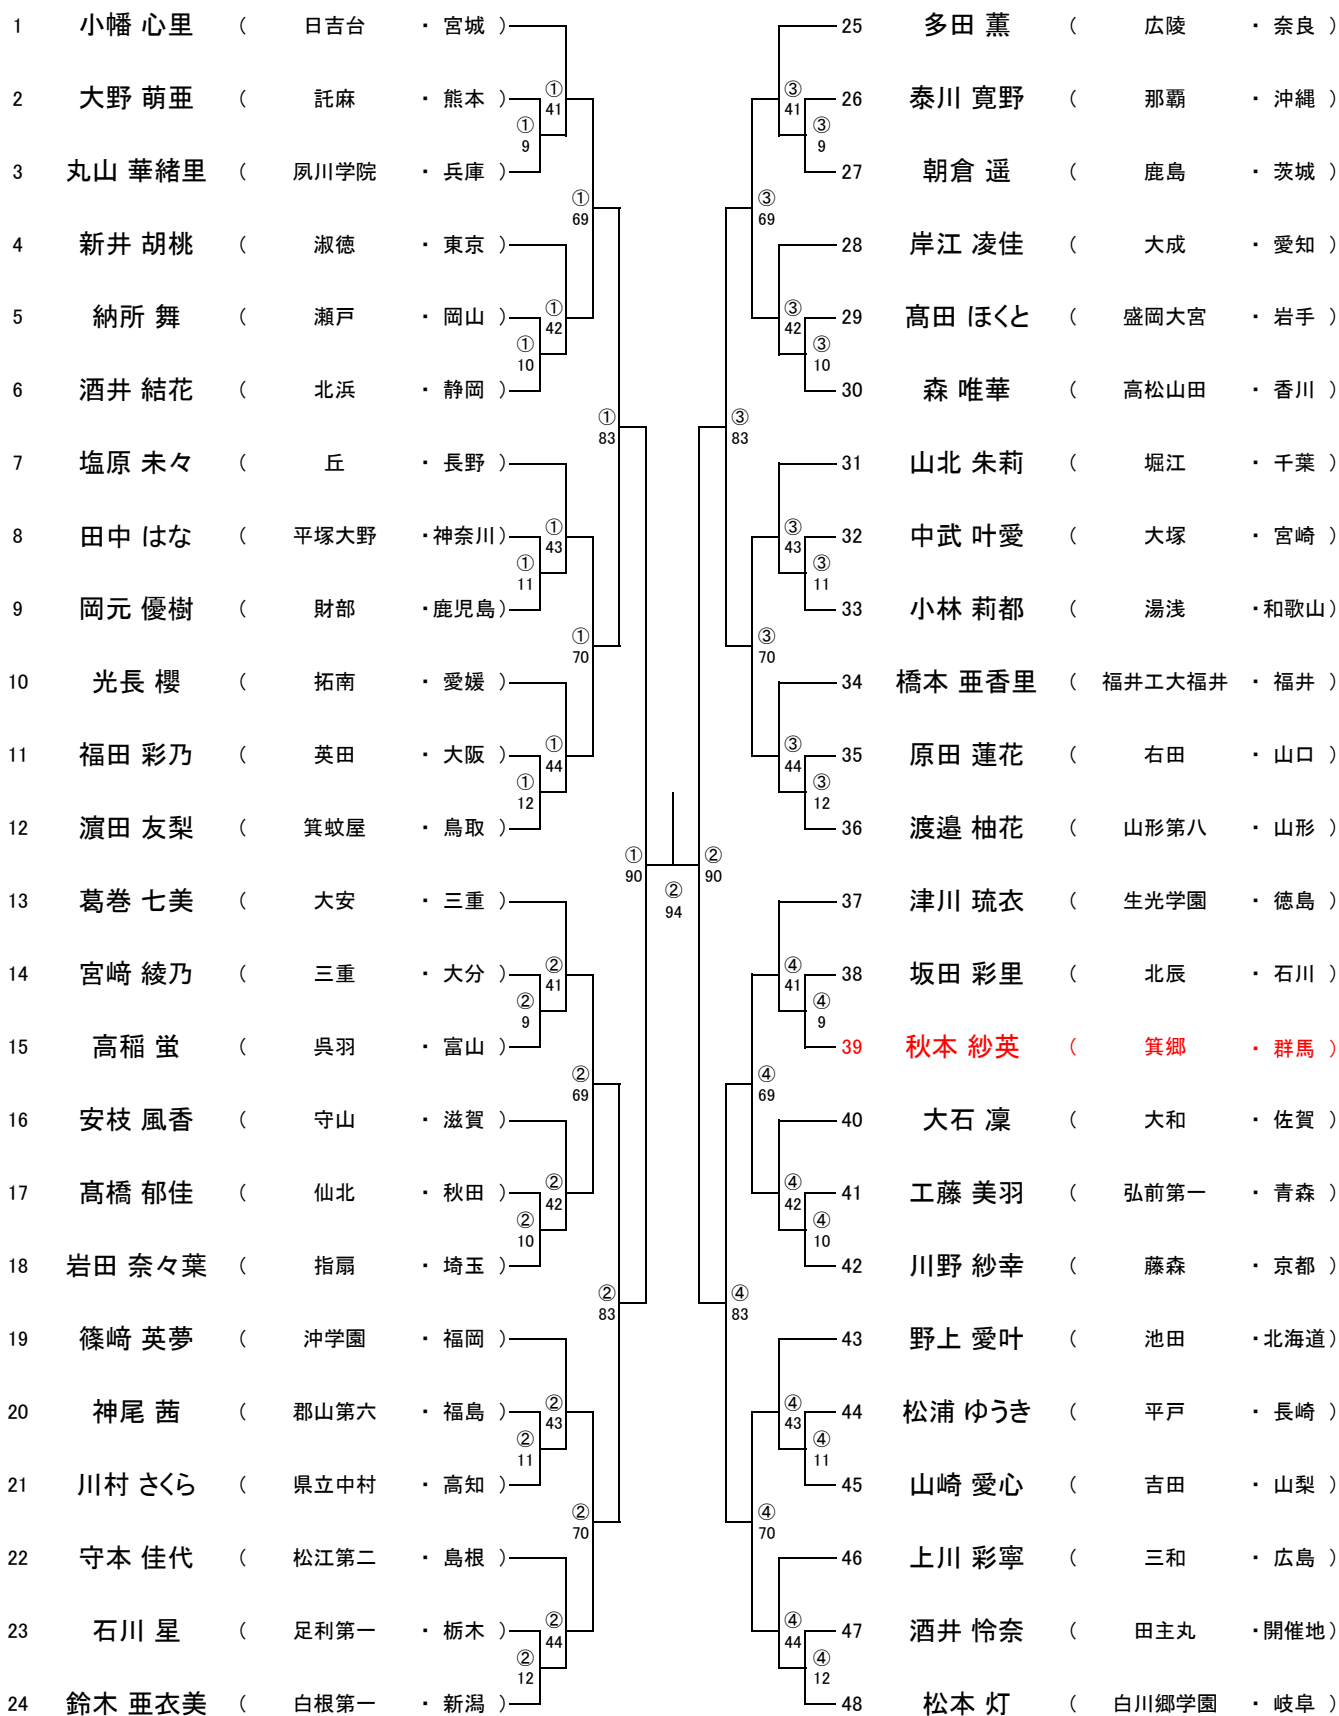 1 小幡 心里 ( 日吉台 ・ 宮城 )
2 大野 萌亜 ( 託麻 ・ 熊本 )
3 丸山 華緒里 ( 夙川学院 ・ 兵庫 )
4 新井 胡桃 ( 淑徳 ・ 東京 )
5 納所 舞 ( 瀬戸 ・ 岡山 )
6 酒井 結花 ( 北浜 ・ 静岡 )
7 塩原 未々 ( 丘 ・ 長野 )
8 田中 はな ( 平塚大野 ・神奈川 )
9 岡元 優樹 ( 財部 ・鹿児島 )
10 光長 櫻 ( 拓南 ・ 愛媛 )
11 福田 彩乃 ( 英田 ・ 大阪 )
12 濵田 友梨 ( 箕蚊屋 ・ 鳥取 )
13 葛巻 七美 ( 大安 ・ 三重 )
14 宮﨑 綾乃 ( 三重 ・ 大分 )
15 高稲 蛍 ( 呉羽 ・ 富山 )
16 安枝 風香 ( 守山 ・ 滋賀 )
17 髙橋 郁佳 ( 仙北 ・ 秋田 )
18 岩田 奈々葉 ( 指扇 ・ 埼玉 )
19 篠﨑 英夢 ( 沖学園 ・ 福岡 )
20 神尾 茜 ( 郡山第六 ・ 福島 )
21 川村 さくら ( 県立中村 ・ 高知 )
22 守本 佳代 ( 松江第二 ・ 島根 )
23 石川 星 ( 足利第一 ・ 栃木 )
24 鈴木 亜衣美 ( 白根第一 ・ 新潟 )
①
41
①
9
①
69
①
42
①
10
①
83
①
43
①
11
①
70
①
44
①
12
①
90
②
41
②
9
②
69
②
42
②
10
②
83
②
43
②
11
②
70
②
44
②
12
②
94
②
90
③
41
③
9
③
69
③
42
③
10
③
83
③
43
③
11
③
70
③
44
③
12
④
41
④
9
④
69
④
42
④
10
④
83
④
43
④
11
④
70
④
44
④
12
25 多田 薫 ( 広陵 ・ 奈良 )
26 泰川 寛野 ( 那覇 ・ 沖縄 )
27 朝倉 遥 ( 鹿島 ・ 茨城 )
28 岸江 凌佳 ( 大成 ・ 愛知 )
29 髙田 ほくと ( 盛岡大宮 ・ 岩手 )
30 森 唯華 ( 高松山田 ・ 香川 )
31 山北 朱莉 ( 堀江 ・ 千葉 )
32 中武 叶愛 ( 大塚 ・ 宮崎 )
33 小林 莉都 ( 湯浅 ・和歌山 )
34 橋本 亜香里 ( 福井工大福井 ・ 福井 )
35 原田 蓮花 ( 右田 ・ 山口 )
36 渡邉 柚花 ( 山形第八 ・ 山形 )
37 津川 琉衣 ( 生光学園 ・ 徳島 )
38 坂田 彩里 ( 北辰 ・ 石川 )
39 秋本 紗英 ( 箕郷 ・ 群馬 )
40 大石 凜 ( 大和 ・ 佐賀 )
41 工藤 美羽 ( 弘前第一 ・ 青森 )
42 川野 紗幸 ( 藤森 ・ 京都 )
43 野上 愛叶 ( 池田 ・北海道 )
44 松浦 ゆうき ( 平戸 ・ 長崎 )
45 山崎 愛心 ( 吉田 ・ 山梨 )
46 上川 彩寧 ( 三和 ・ 広島 )
47 酒井 怜奈 ( 田主丸 ・開催地 )
48 松本 灯 ( 白川郷学園 ・ 岐阜 )